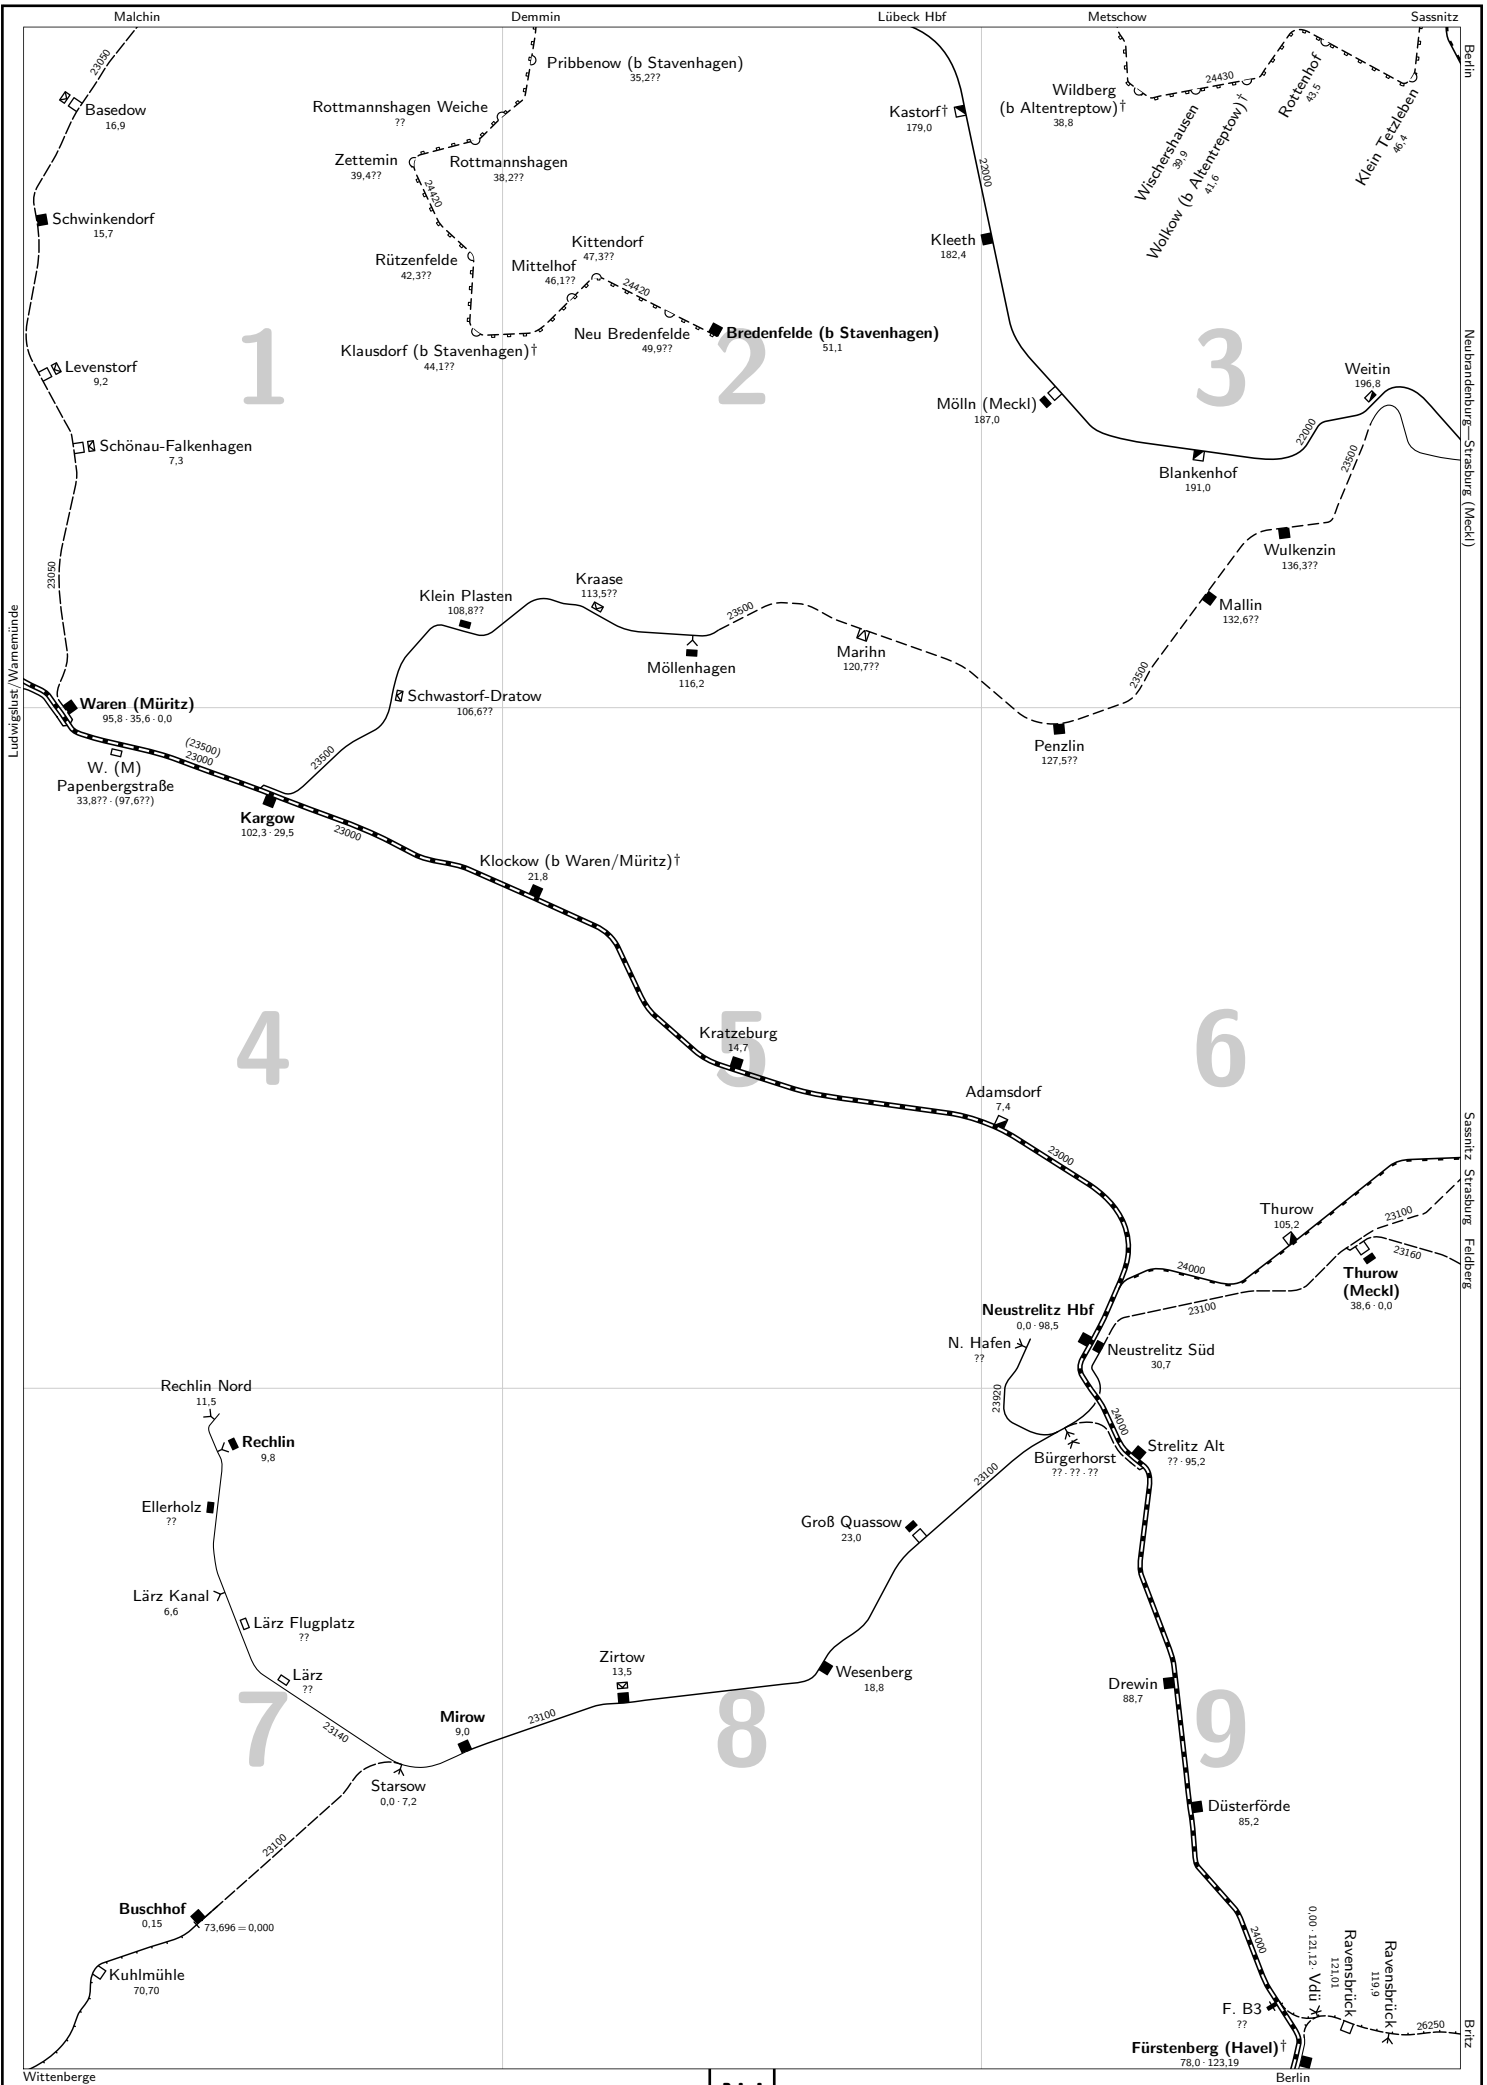 Malchin
Demmin
Lübeck Hbf
Metschow
Sassnitz
Berlin
23050
Basedow
16,9
Schwinkendorf
15,7
Levenstorf
9,2
Schönau-Falkenhagen
7,3
23050
1
Pribbenow (b Stavenhagen)
35,2??
Rottmannshagen Weiche
??
Rottmannshagen
38,2??
Zettemin
39,4??
24420
Rützenfelde
42,3??
Klausdorf (b Stavenhagen)†
44,1??
Mittelhof
46,1??
Kittendorf
47,3??
24420
Neu Bredenfelde
49,9??
Bredenfelde (b Stavenhagen)
51,1
2
Kastorf†
179,0
22000
Kleeth
182,4
Mölln (Meckl)
187,0
Blankenhof
191,0
22000
Weitin
196,8
3
Wildberg
(b Altentreptow)†
38,8
24430
Wischershausen
39,9
Wolkow (b Altentreptow)†
41,6
Rottenhof
43,5
Klein Tetzleben
46,4
Neubrandenburg—Strasburg (Meckl)
23500
Wulkenzin
136,3??
Mallin
132,6??
23500
Penzlin
127,5??
Marihn
120,7??
23500
Möllenhagen
116,2
Kraase
113,5??
Klein Plasten
108,8??
Schwastorf-Dratow
106,6??
23500
Ludwigslust/Warnemünde
Waren (Müritz)
95,8 · 35,6 · 0,0
W. (M)
Papenbergstraße
33,8?? · (97,6??)
(23500)
23000
Kargow
102,3 · 29,5
23000
Klockow (b Waren/Müritz)†
21,8
4
Kratzeburg
14,7
5
Adamsdorf
7,4
23000
6
Sassnitz
Strasburg
Feldberg
Thurow
105,2
23100
23160
Thurow
(Meckl)
38,6 · 0,0
24000
23100
Neustrelitz Hbf
0,0 · 98,5
Neustrelitz Süd
30,7
N. Hafen
??
23920
24000
Strelitz Alt
?? · 95,2
Bürgerhorst
?? · ?? · ??
23100
Groß Quassow
23,0
Wesenberg
18,8
Zirtow
13,5
23100
Mirow
9,0
8
Rechlin Nord
11,5
Rechlin
9,8
Ellerholz
??
Lärz Kanal
6,6
Lärz Flugplatz
??
Lärz
??
23140
7
Starsow
0,0 · 7,2
23100
Buschhof
0,15
73,696 = 0,000
Kuhlmühle
70,70
Wittenberge
Drewin
88,7
9
Düsterförde
85,2
24000
F. B3
??
Fürstenberg (Havel)†
78,0 · 123,19
0,00 · 121,12 · Vdü
Ravensbrück
121,01
Ravensbrück
119,9
26250
Britz
Berlin